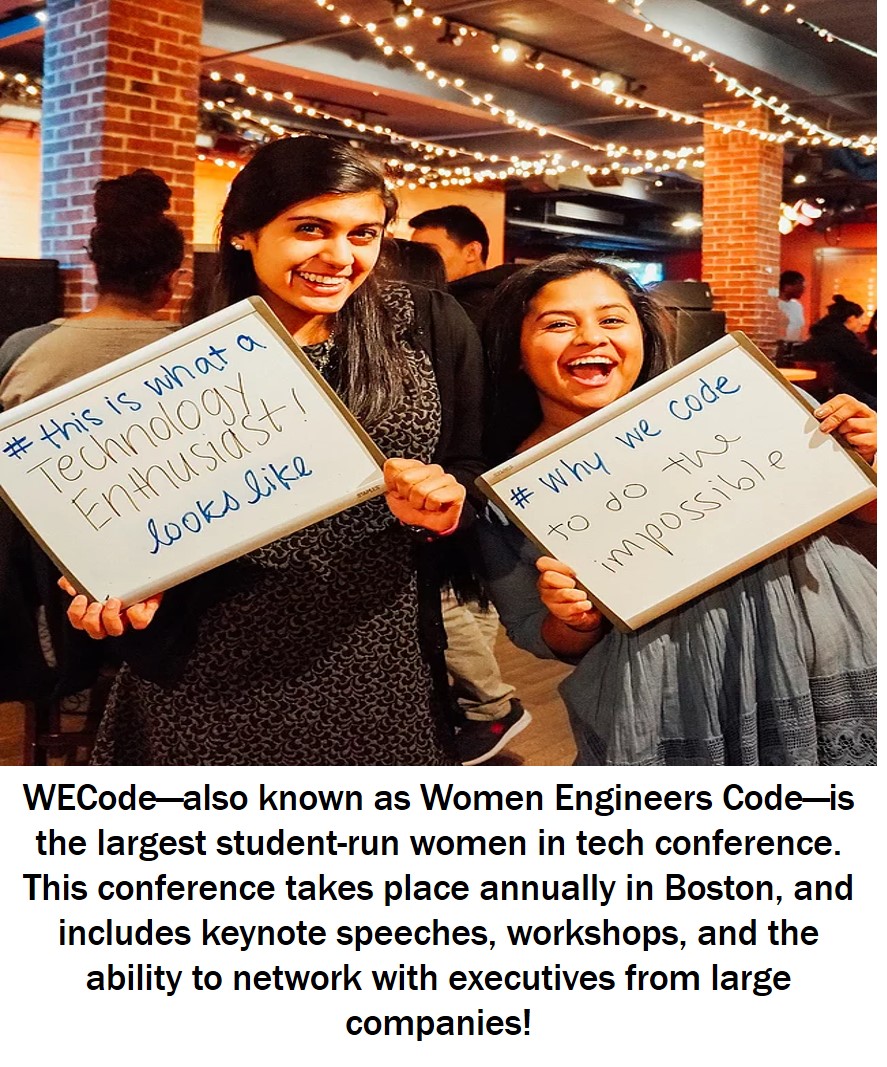 # this is what a
Technology
Enthusiast!
looks like
# Why we code
to do the
impossible
WECode—also known as Women Engineers Code—is
the largest student-run women in tech conference.
This conference takes place annually in Boston, and
includes keynote speeches, workshops, and the
ability to network with executives from large
companies!